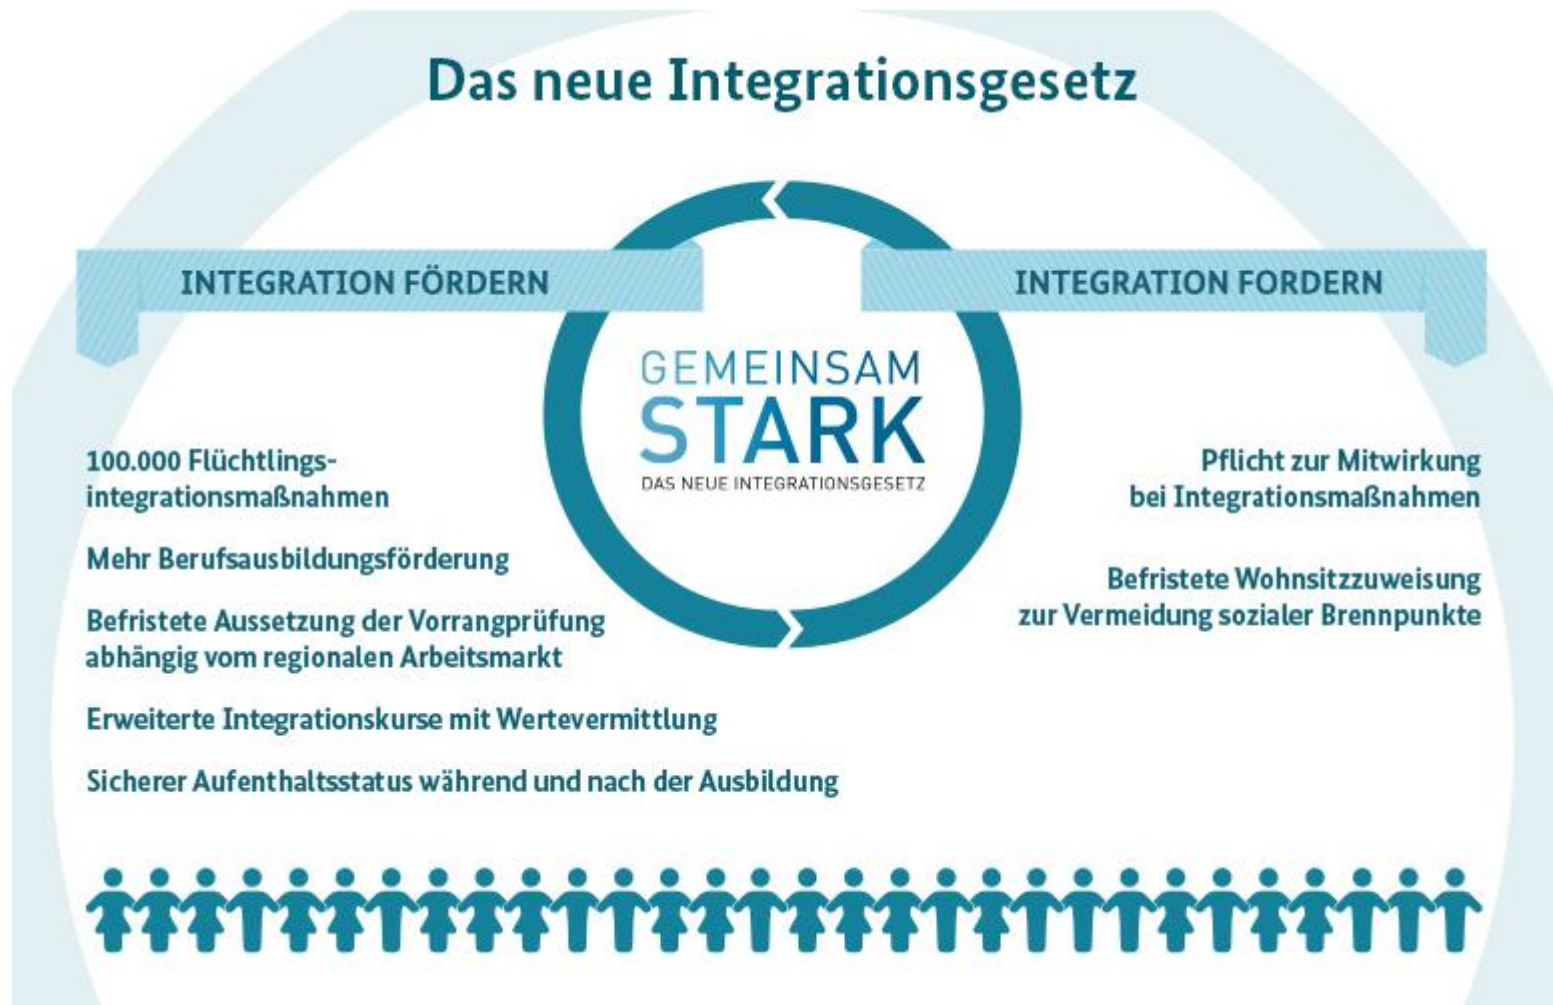 Das neue Integrationsgesetz
INTEGRATION FÖRDERN
100.000 Flüchtlings-
integrationsmaßnahmen
Mehr Berufsausbildungsförderung
Befristete Aussetzung der Vorrangprüfung
abhängig vom regionalen Arbeitsmarkt
Erweiterte Integrationskurse mit Wertevermittlung
Sicherer Aufenthaltsstatus während und nach der Ausbildung
GEMEINSAM
STARK
DAS NEUE INTEGRATIONSGESETZ
INTEGRATION FORDERN
Pflicht zur Mitwirkung
bei Integrationsmaßnahmen
Befristete Wohnsitzzuweisung
zur Vermeidung sozialer Brennpunkte